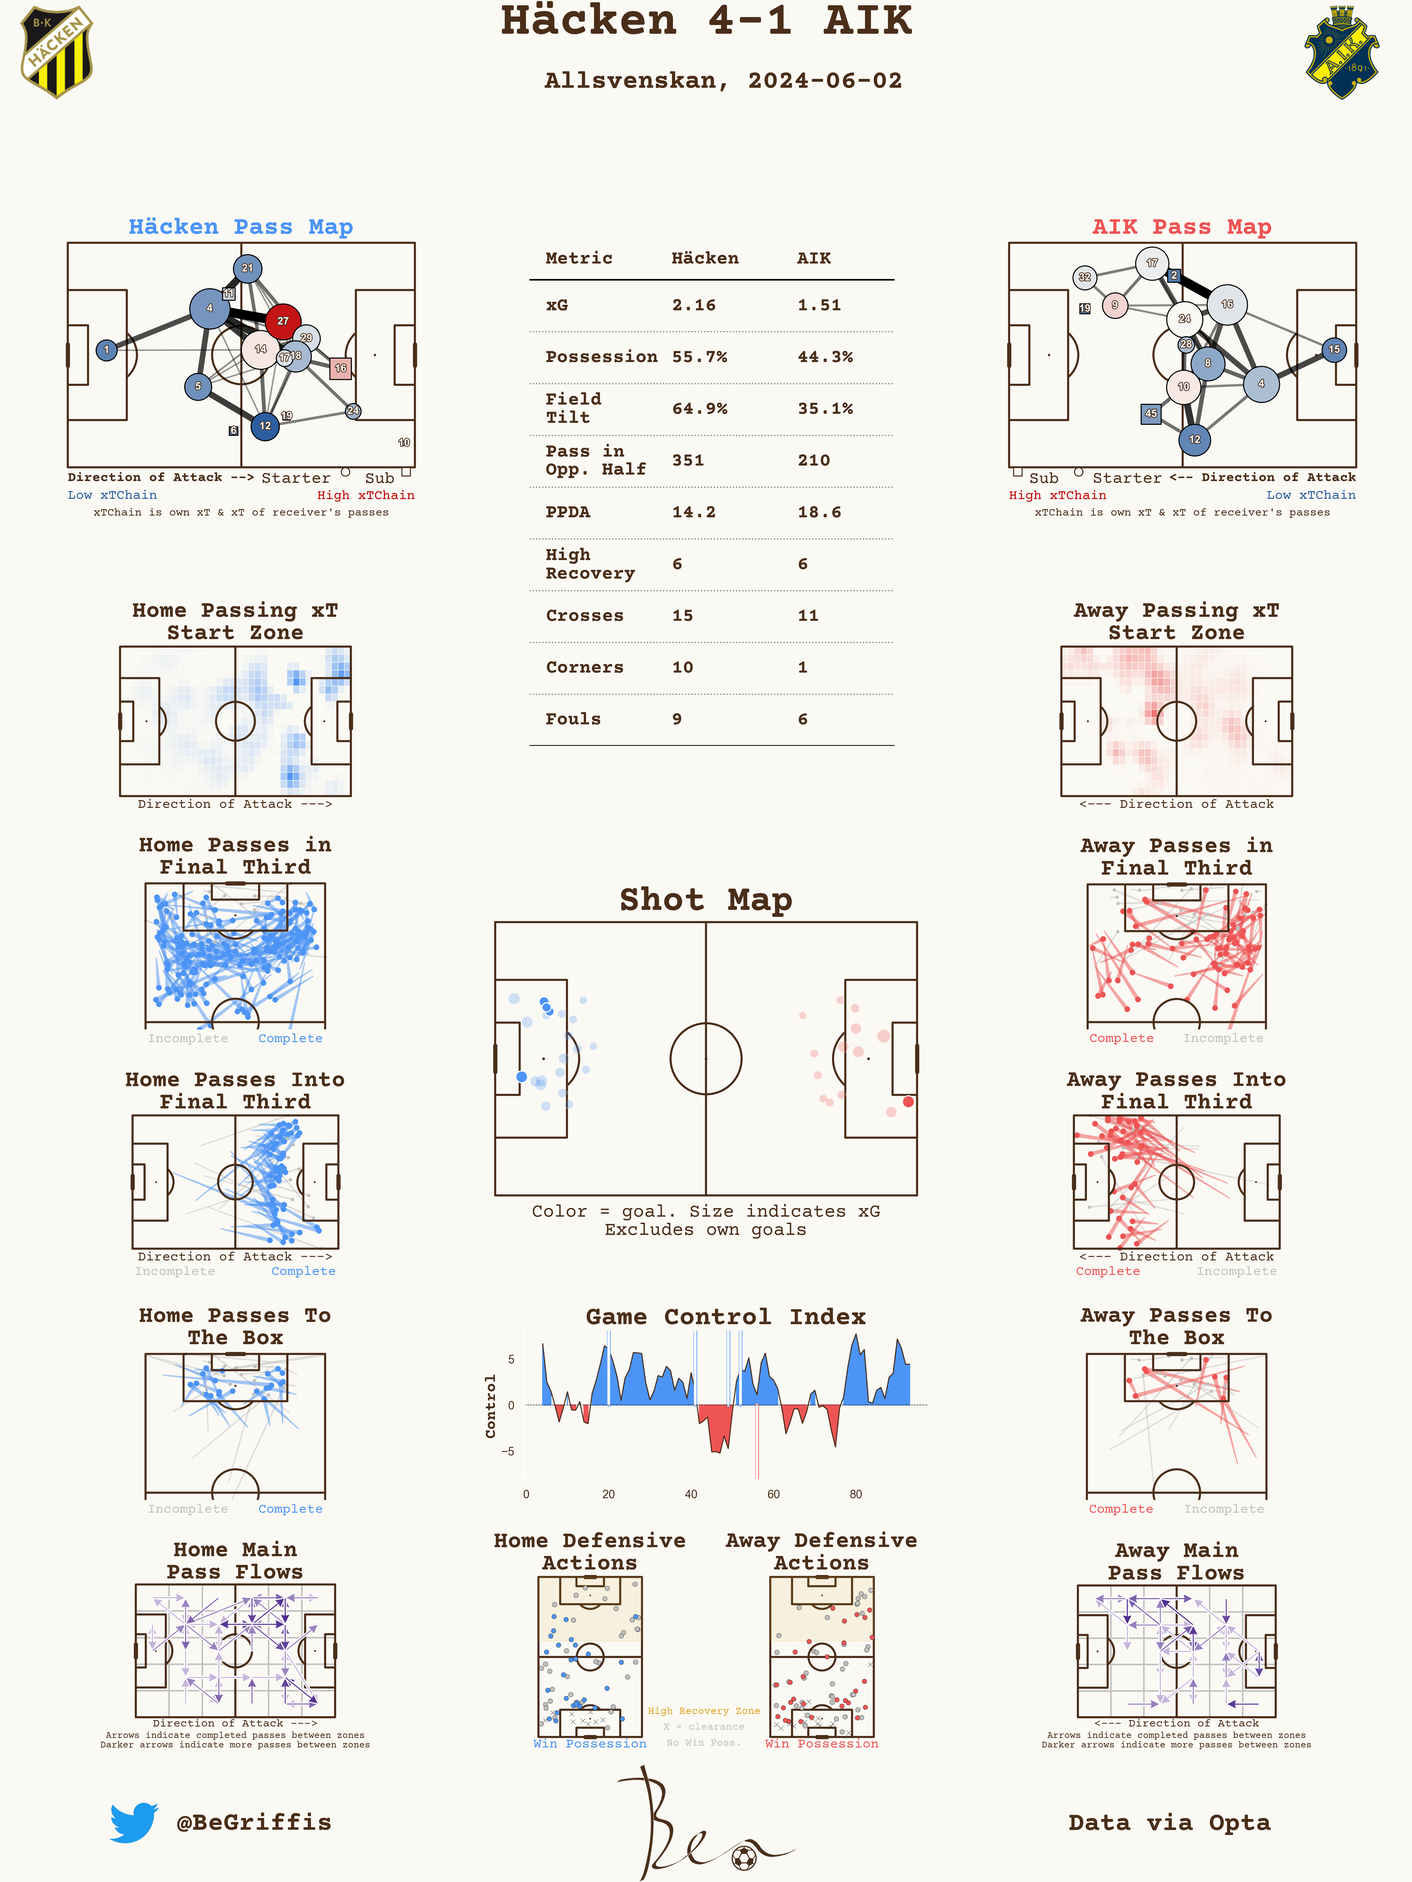 Häcken 4-1 AIK
Allsvenskan, 2024-06-02
B·K
HÄCKEN
A.I.K.
1891
Häcken Pass Map
21
11
4
27
29
1
14
17
18
16
5
24
19
12
6
10
Direction of Attack --> Starter Sub
Low xTChain High xTChain
xTChain is own xT & xT of receiver's passes
Metric Häcken AIK
xG 2.16 1.51
Possession 55.7% 44.3%
Field
Tilt 64.9% 35.1%
Pass in
Opp. Half 351 210
PPDA 14.2 18.6
High
Recovery 6 6
Crosses 15 11
Corners 10 1
Fouls 9 6
AIK Pass Map
17
32
2
9
19
16
24
28
15
8
10
4
45
12
Sub Starter <-- Direction of Attack
High xTChain Low xTChain
xTChain is own xT & xT of receiver's passes
Home Passing xT
Start Zone
Direction of Attack --->
Away Passing xT
Start Zone
<--- Direction of Attack
Home Passes in
Final Third
Incomplete Complete
Away Passes in
Final Third
Complete Incomplete
Shot Map
Color = goal. Size indicates xG
Excludes own goals
Home Passes Into
Final Third
Direction of Attack --->
Incomplete Complete
Away Passes Into
Final Third
<--- Direction of Attack
Complete Incomplete
Home Passes To
The Box
Incomplete Complete
Game Control Index
Control
5
0
−5
0 20 40 60 80
Away Passes To
The Box
Complete Incomplete
Home Main
Pass Flows
Direction of Attack --->
Arrows indicate completed passes between zones
Darker arrows indicate more passes between zones
Home Defensive
Actions
Win Possession
High Recovery Zone
X = clearance
No Win Poss.
Away Defensive
Actions
Win Possession
Away Main
Pass Flows
<--- Direction of Attack
Arrows indicate completed passes between zones
Darker arrows indicate more passes between zones
@BeGriffis
Ben
Data via Opta